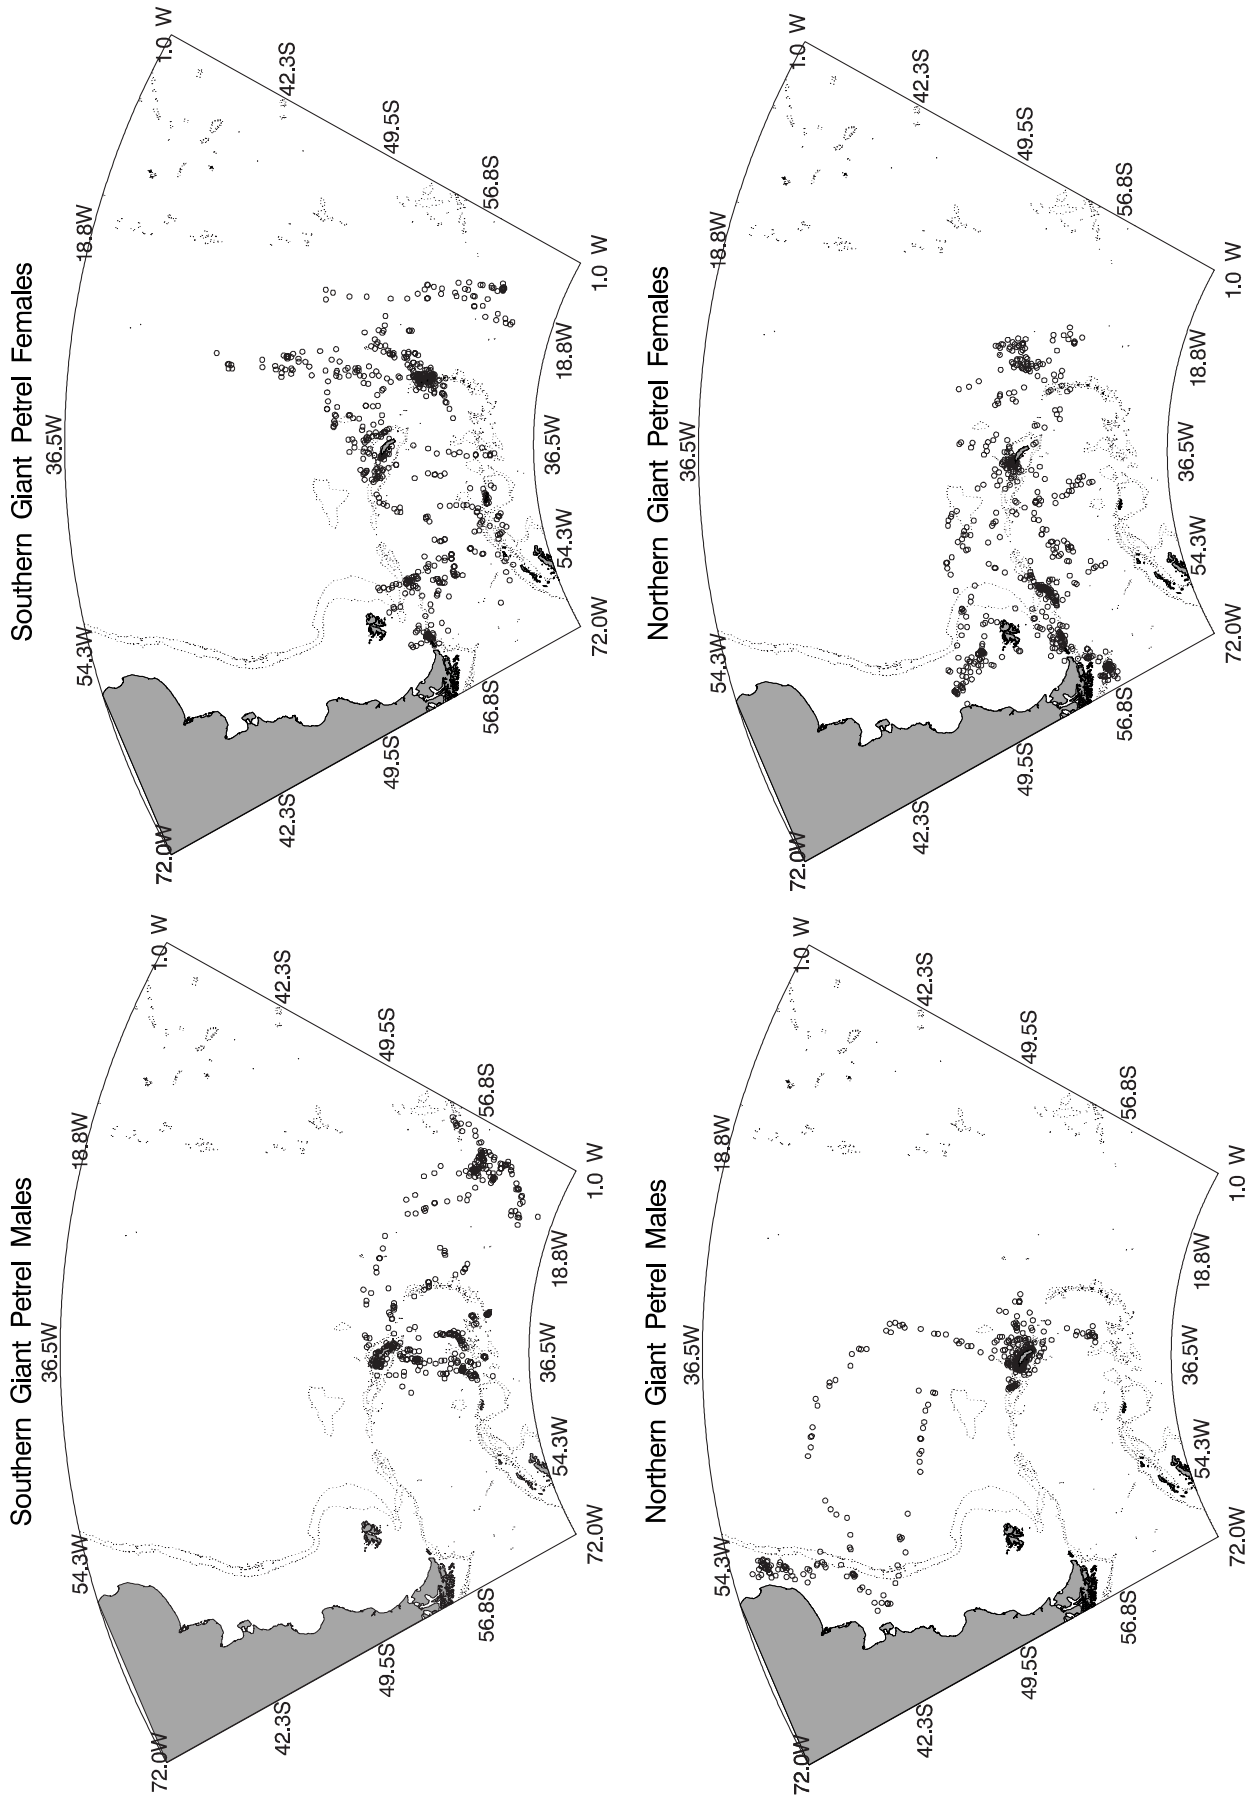 Southern Giant Petrel Males
36.5W
54.3W
18.8W
72.0W
1.0 W
42.3S
42.3S
49.5S
49.5S
56.8S
56.8S
72.0W
54.3W
36.5W
18.8W
1.0 W
Southern Giant Petrel Females
36.5W
54.3W
18.8W
72.0W
1.0 W
42.3S
42.3S
49.5S
49.5S
56.8S
56.8S
72.0W
54.3W
36.5W
18.8W
1.0 W
Northern Giant Petrel Males
36.5W
54.3W
18.8W
72.0W
1.0 W
42.3S
42.3S
49.5S
49.5S
56.8S
56.8S
72.0W
54.3W
36.5W
18.8W
1.0 W
Northern Giant Petrel Females
36.5W
54.3W
18.8W
72.0W
1.0 W
42.3S
42.3S
49.5S
49.5S
56.8S
56.8S
72.0W
54.3W
36.5W
18.8W
1.0 W